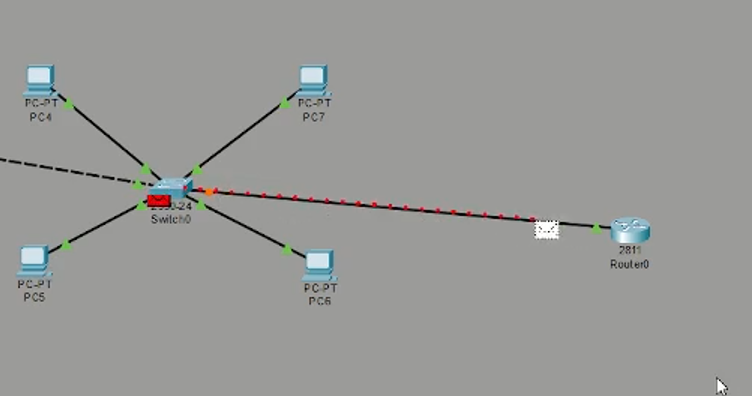 PC-PT
PC4
PC-PT
PC7
Switch0
PC-PT
PC5
PC-PT
PC6
2811
Router0